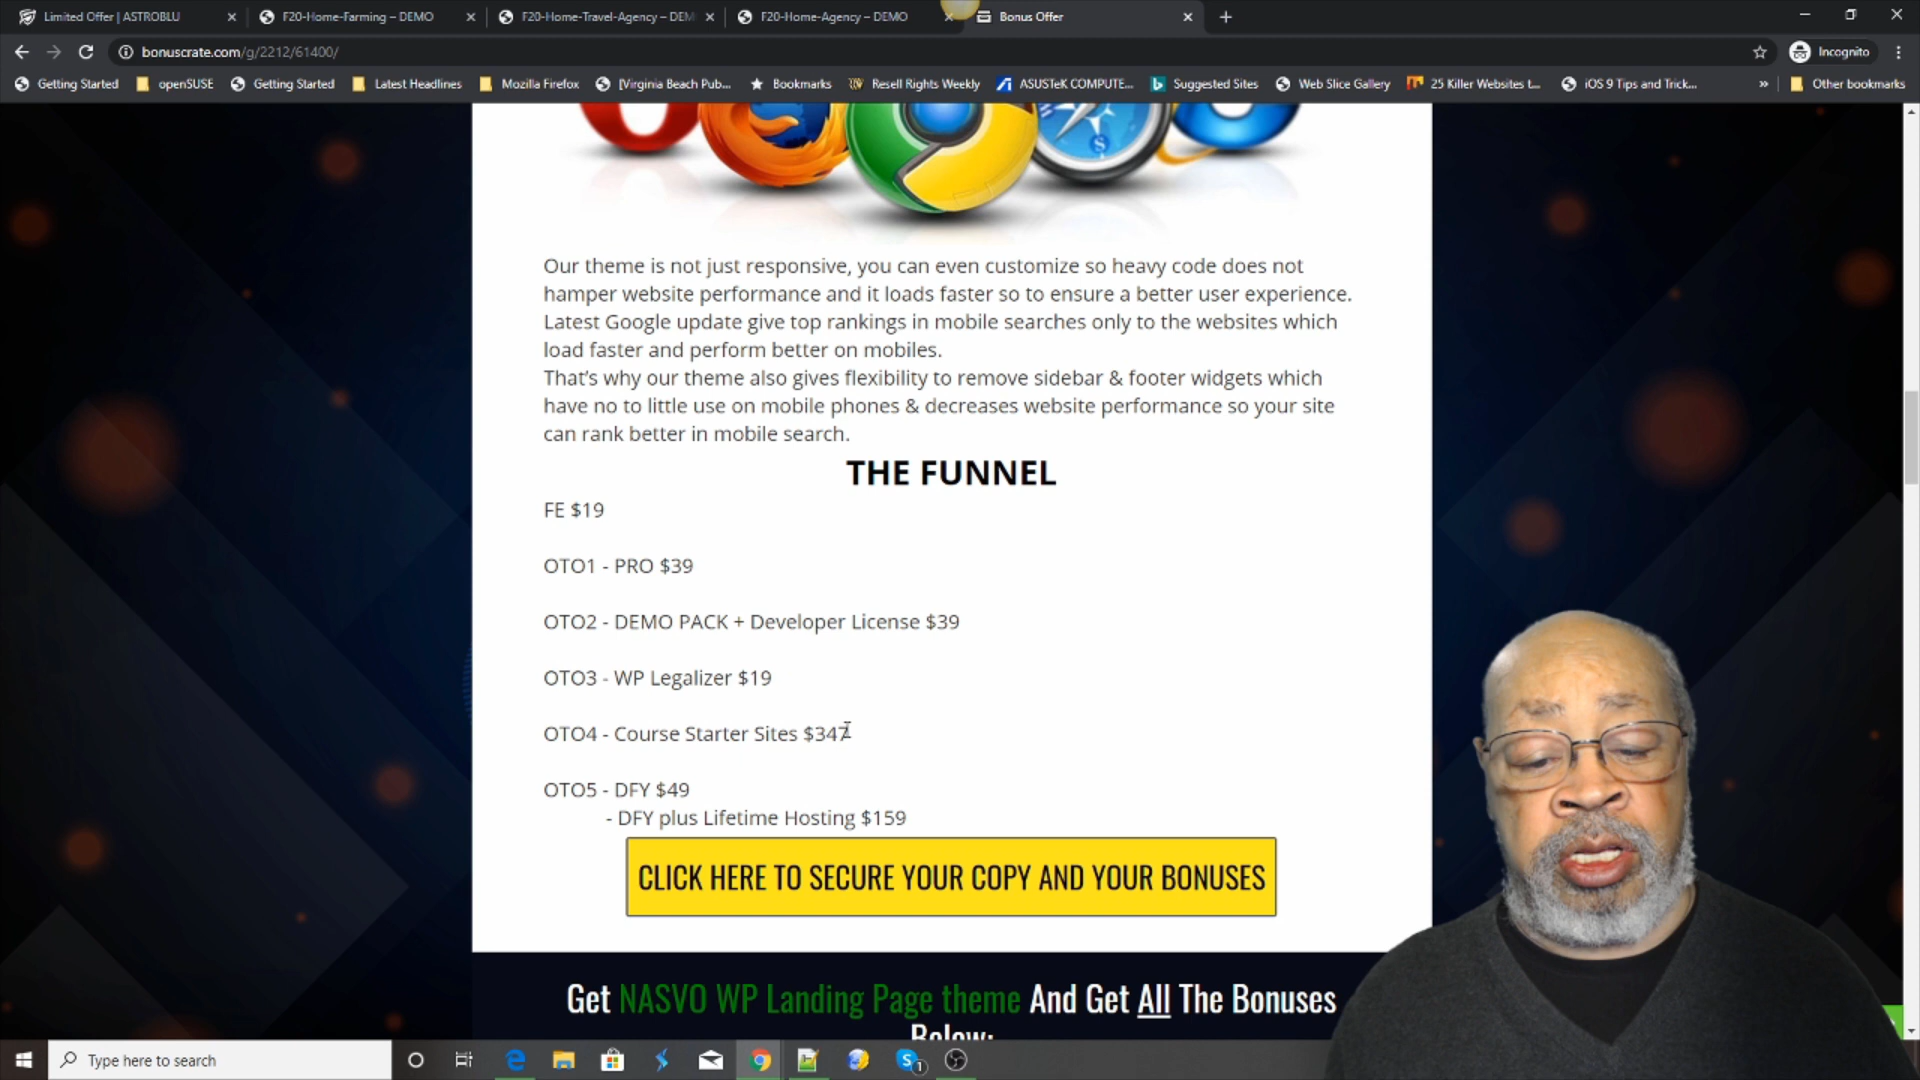 Limited Offer | ASTROBLU
F20-Home-Farming – DEMO
F20-Home-Travel-Agency – DEM
F20-Home-Agency – DEMO
Bonus Offer
bonuscrate.com/g/2212/61400/
Incognito
Getting Started
openSUSE
Getting Started
Latest Headlines
Mozilla Firefox
[Virginia Beach Pub...
Bookmarks
Resell Rights Weekly
ASUSTeK COMPUTE...
Suggested Sites
Web Slice Gallery
25 Killer Websites t...
iOS 9 Tips and Trick...
»
Other bookmarks
Our theme is not just responsive, you can even customize so heavy code does not
hamper website performance and it loads faster so to ensure a better user experience.
Latest Google update give top rankings in mobile searches only to the websites which
load faster and perform better on mobiles.
That's why our theme also gives flexibility to remove sidebar & footer widgets which
have no to little use on mobile phones & decreases website performance so your site
can rank better in mobile search.
THE FUNNEL
FE $19
OTO1 - PRO $39
OTO2 - DEMO PACK + Developer License $39
OTO3 - WP Legalizer $19
OTO4 - Course Starter Sites $347
OTO5 - DFY $49
- DFY plus Lifetime Hosting $159
CLICK HERE TO SECURE YOUR COPY AND YOUR BONUSES
Get NASVO WP Landing Page theme And Get All The Bonuses
Below:
Type here to search